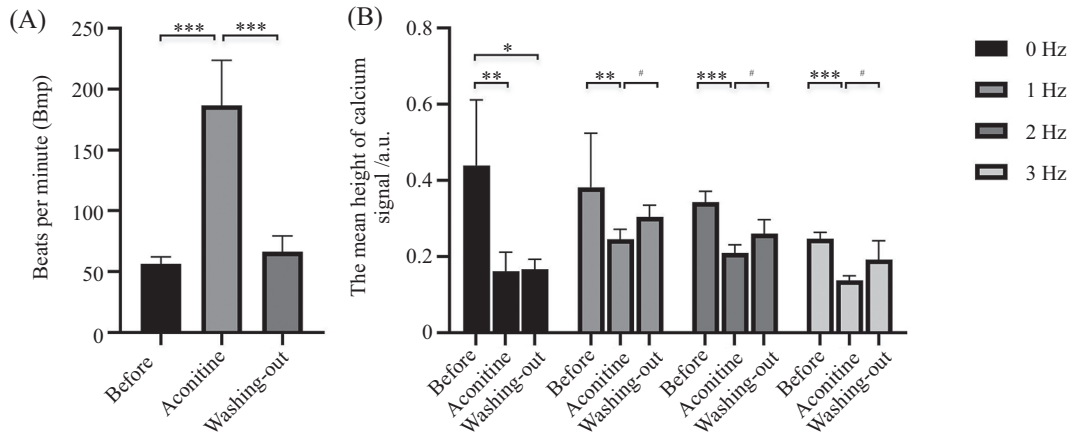 (A)
Beats per minute (Bmp)
250
200
150
100
50
0
*** ***
Before
Aconitine
Washing-out
(B)
The mean height of calcium
signal /a.u.
0.8
0.6
0.4
0.2
0
*
**
** #
*** #
*** #
Before
Aconitine
Washing-out
Before
Aconitine
Washing-out
Before
Aconitine
Washing-out
Before
Aconitine
Washing-out
0 Hz
1 Hz
2 Hz
3 Hz